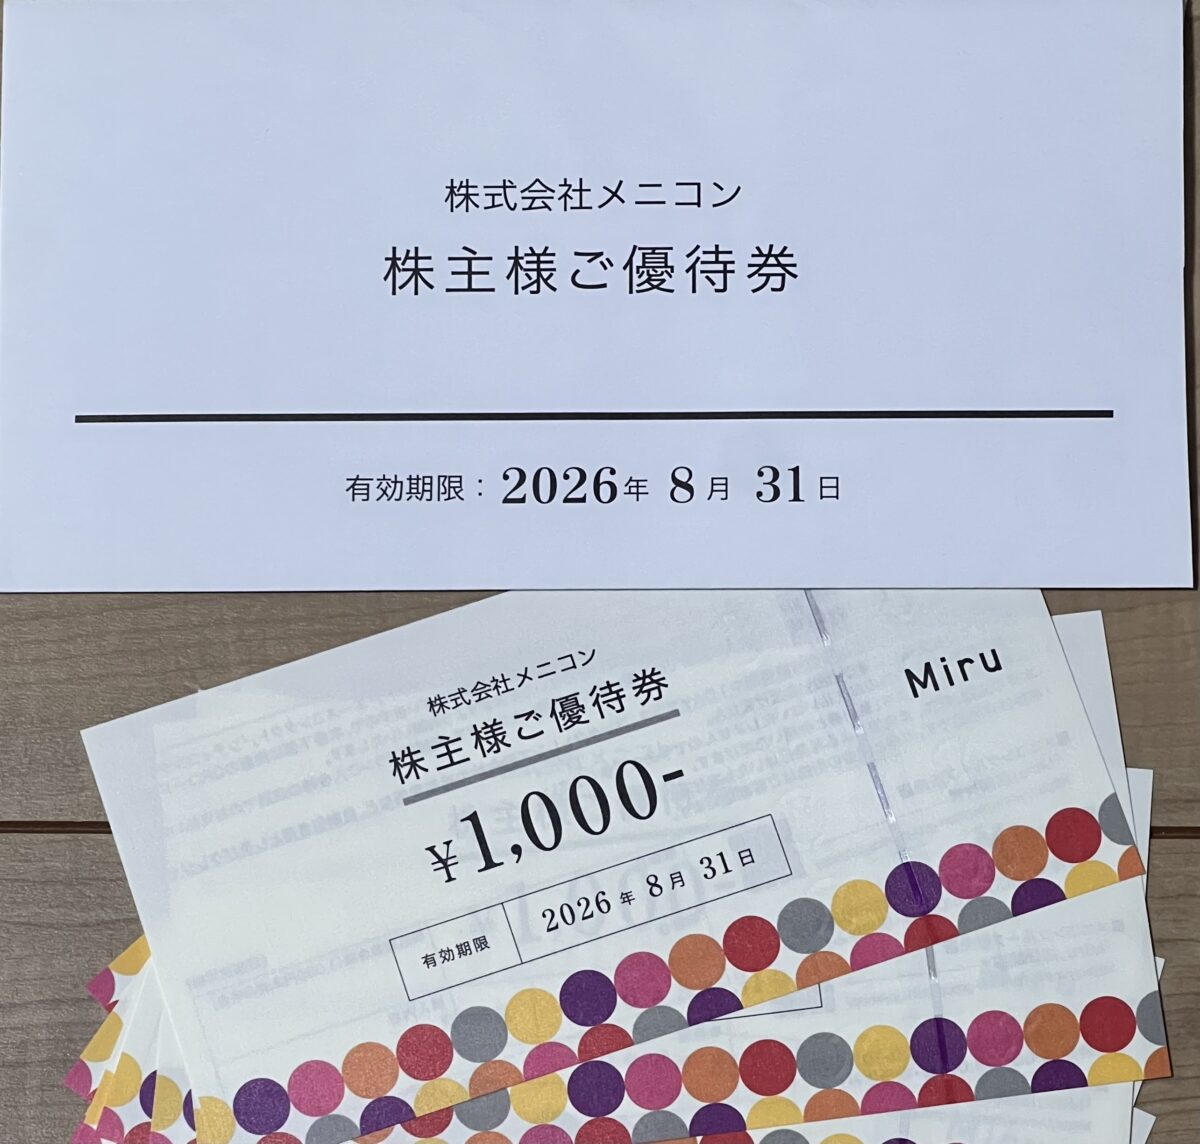 株式会社メニコン
株主様ご優待券
有効期限：2026年 8月 31日
株式会社メニコン
株主様ご優待券
Miru
¥1,000-
有効期限 2026年 8月 31日